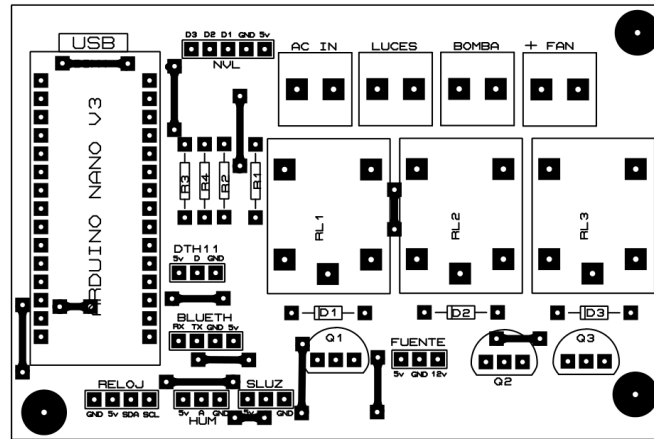 USB
ARDUINO NANO V3
D3 D2 D1 GND 5v
NVL
AC IN
LUCES
BOMBA
+ FAN
R3
R4
R2
R1
RL1
RL2
RL3
DTH11
5v D GND
BLUETH
RX TX GND 5v
D1
D2
D3
Q1
FUENTE
5v GND 12v
Q2
Q3
RELOJ
GND 5v SDA SCL
5v A GND
HUM
SLUZ
5v GND